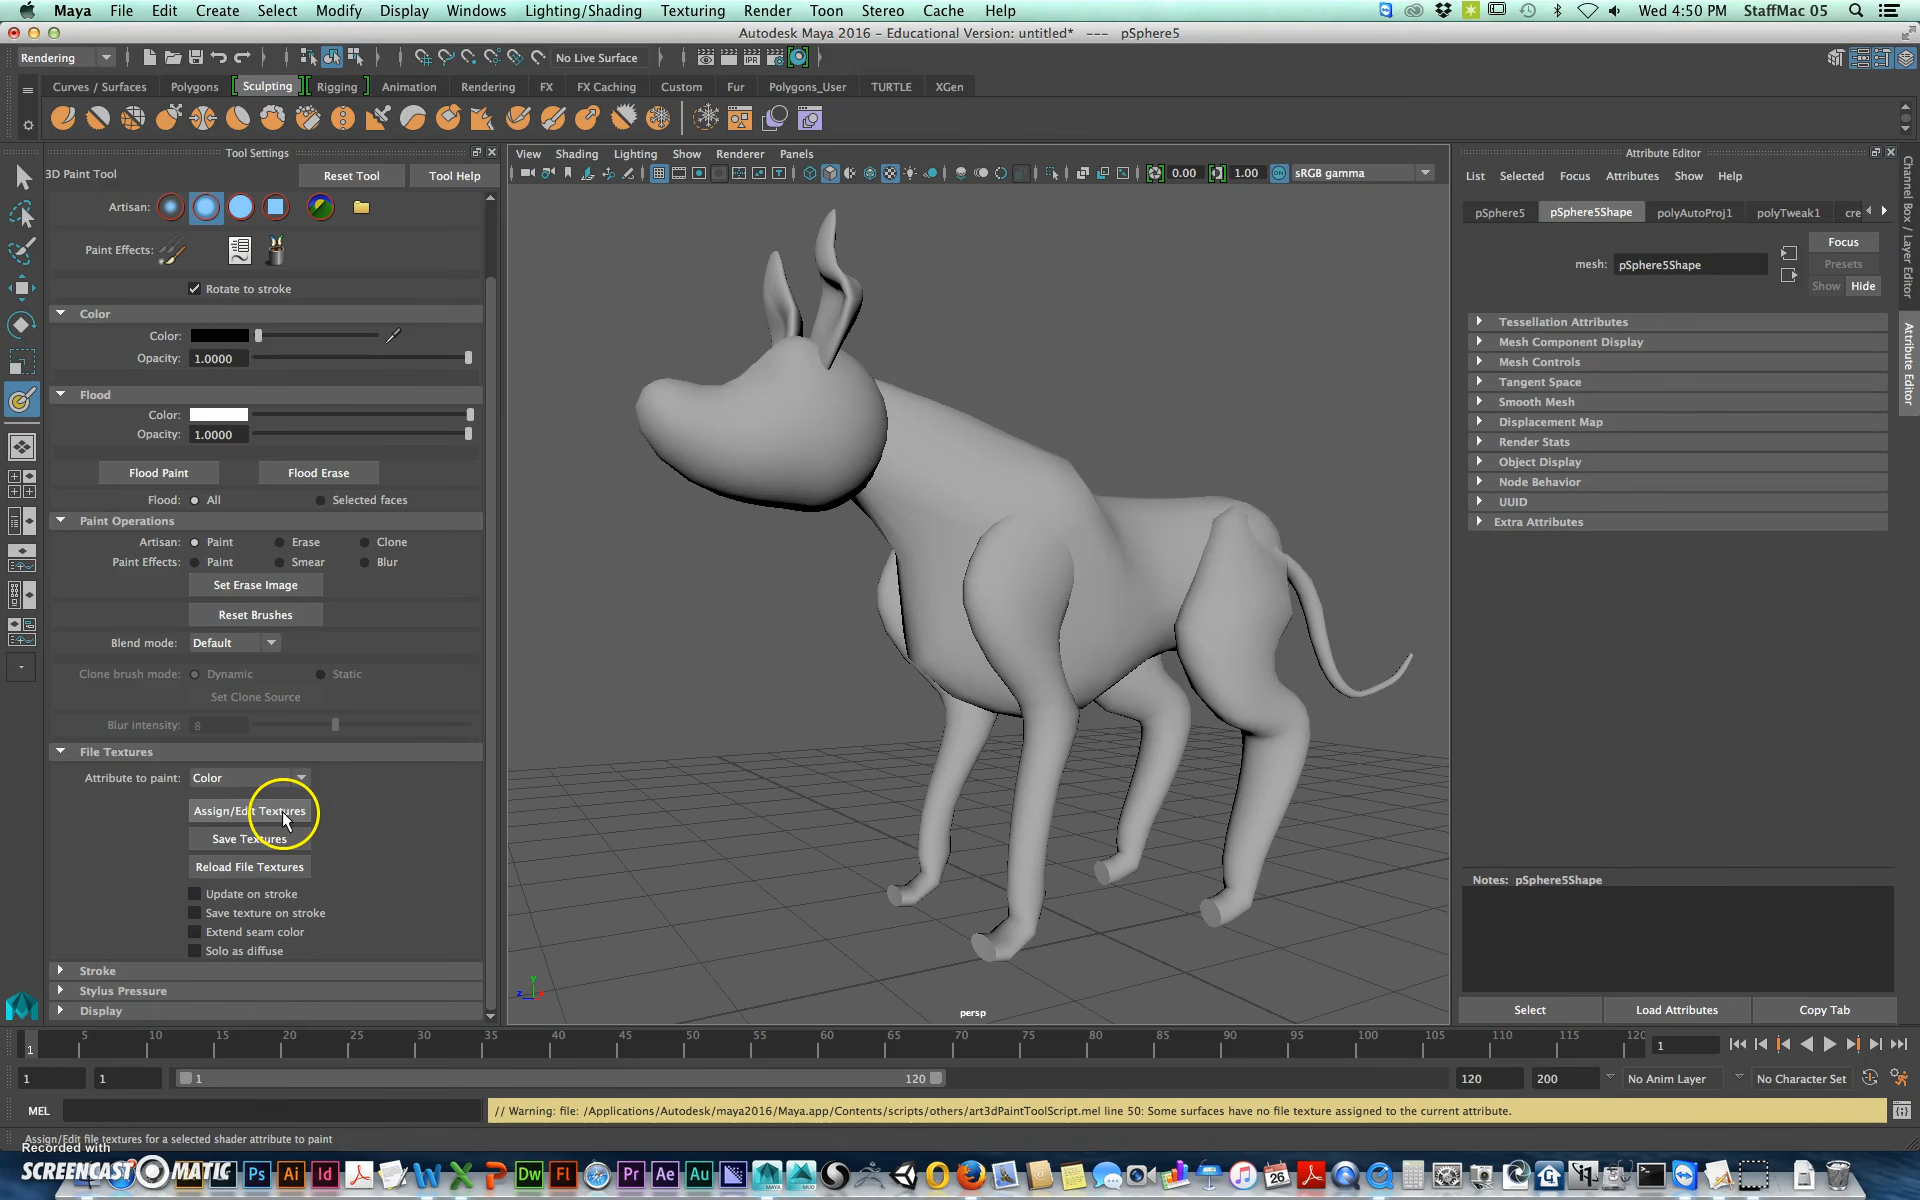 Maya File Edit Create Select Modify Display Windows Lighting/Shading Texturing Render Toon Stereo Cache Help Wed 4:50 PM StaffMac 05
Autodesk Maya 2016 - Educational Version: untitled* --- pSphere5
Rendering No Live Surface
Curves / Surfaces Polygons Sculpting Rigging Animation Rendering FX FX Caching Custom Fur Polygons_User TURTLE XGen
Tool Settings
3D Paint Tool Reset Tool Tool Help
Artisan:
Paint Effects:
Rotate to stroke
Color
Color:
Opacity: 1.0000
Flood
Color:
Opacity: 1.0000
Flood Paint Flood Erase
Flood: All Selected faces
Paint Operations
Artisan: Paint Erase Clone
Paint Effects: Paint Smear Blur
Set Erase Image
Reset Brushes
Blend mode: Default
Clone brush mode: Dynamic Static
Set Clone Source
Blur intensity: 8
File Textures
Attribute to paint: Color
Assign/Edit Textures
Save Textures
Reload File Textures
Update on stroke
Save texture on stroke
Extend seam color
Solo as diffuse
Stroke
Stylus Pressure
Display
View Shading Lighting Show Renderer Panels
0.00 1.00 ON sRGB gamma
persp
Attribute Editor
List Selected Focus Attributes Show Help
pSphere5 pSphere5Shape polyAutoProj1 polyTweak1 cre
Focus
mesh: pSphere5Shape Presets
Show Hide
Tessellation Attributes
Mesh Component Display
Mesh Controls
Tangent Space
Smooth Mesh
Displacement Map
Render Stats
Object Display
Node Behavior
UUID
Extra Attributes
Notes: pSphere5Shape
Select Load Attributes Copy Tab
Channel Box / Layer Editor
Attribute Editor
1 5 10 15 20 25 30 35 40 45 50 55 60 65 70 75 80 85 90 95 100 105 110 115 120 1
1 1 1 120 120 200 No Anim Layer No Character Set
MEL // Warning: file: /Applications/Autodesk/maya2016/Maya.app/Contents/scripts/others/art3dPaintToolScript.mel line 50: Some surfaces have no file texture assigned to the current attribute.
Assign/Edit file textures for a selected shader attribute to paint
Recorded with
SCREENCAST MATIC
Ps Ai Id Dw Fl Pr Ae Au
26